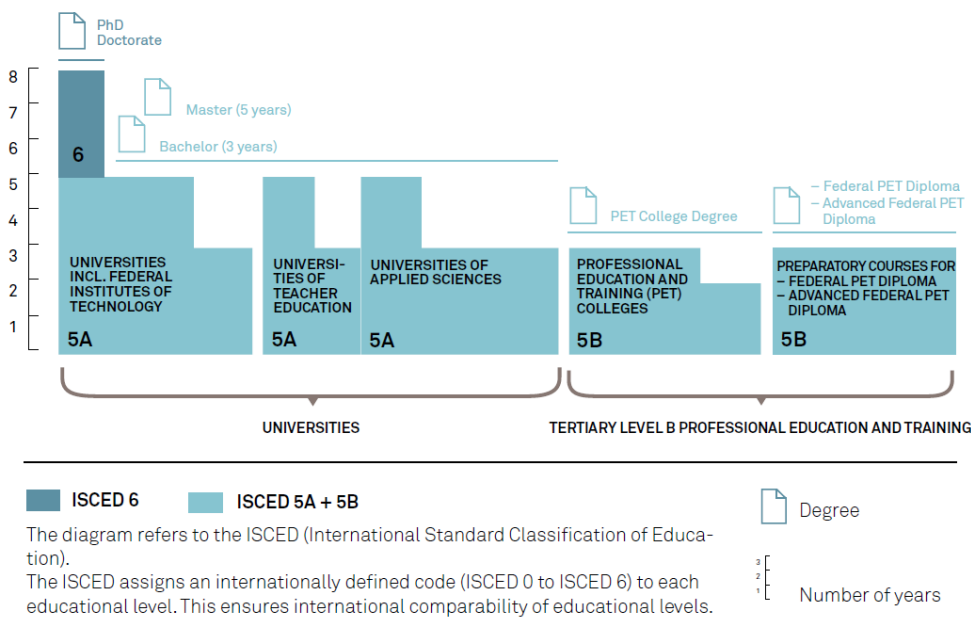 PhD
Doctorate
8
7
6
5
4
3
2
1
Master (5 years)
Bachelor (3 years)
6
PET College Degree
– Federal PET Diploma
– Advanced Federal PET
Diploma
UNIVERSITIES
INCL. FEDERAL
INSTITUTES OF
TECHNOLOGY
5A
UNIVERSI-
TIES OF
TEACHER
EDUCATION
5A
UNIVERSITIES OF
APPLIED SCIENCES
5A
PROFESSIONAL
EDUCATION AND
TRAINING (PET)
COLLEGES
5B
PREPARATORY COURSES FOR
– FEDERAL PET DIPLOMA
– ADVANCED FEDERAL PET
DIPLOMA
5B
UNIVERSITIES
TERTIARY LEVEL B PROFESSIONAL EDUCATION AND TRAINING
ISCED 6
ISCED 5A + 5B
The diagram refers to the ISCED (International Standard Classification of Educa-
tion).
The ISCED assigns an internationally defined code (ISCED 0 to ISCED 6) to each
educational level. This ensures international comparability of educational levels.
Degree
3
2
1
Number of years